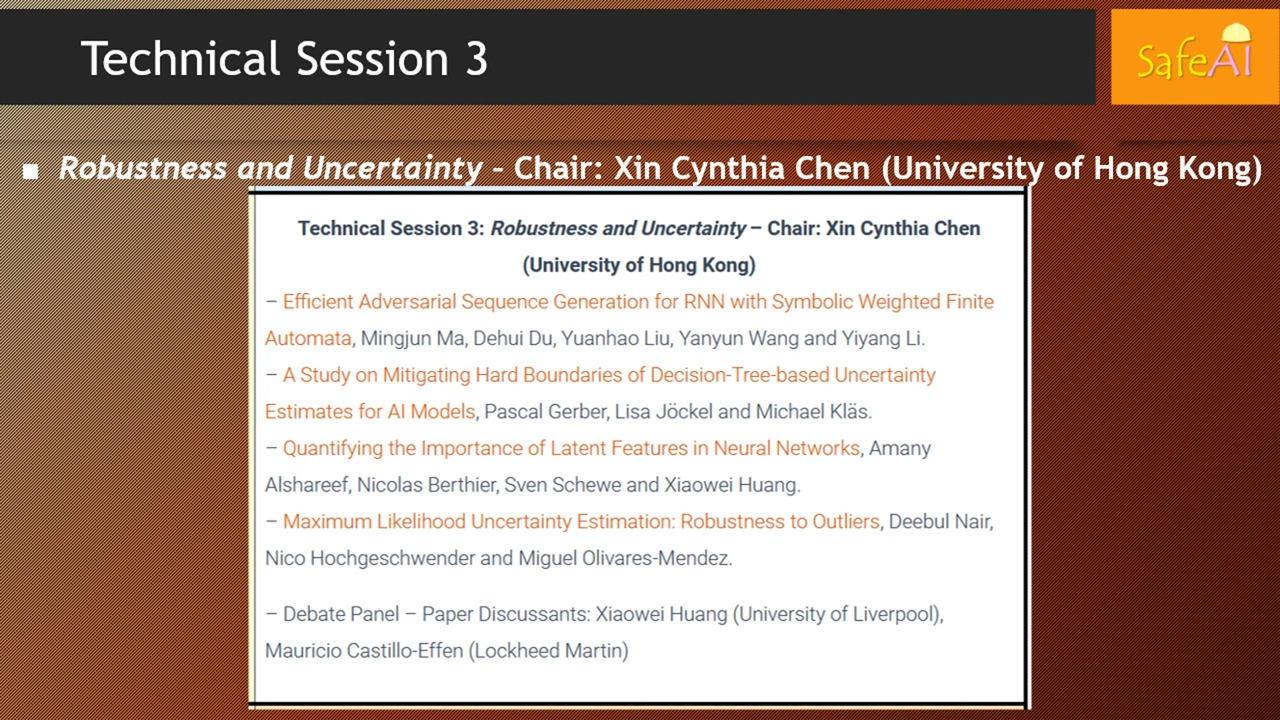 Technical Session 3
SafeAI
▪ Robustness and Uncertainty – Chair: Xin Cynthia Chen (University of Hong Kong)
Technical Session 3: Robustness and Uncertainty – Chair: Xin Cynthia Chen
(University of Hong Kong)
– Efficient Adversarial Sequence Generation for RNN with Symbolic Weighted Finite
Automata, Mingjun Ma, Dehui Du, Yuanhao Liu, Yanyun Wang and Yiyang Li.
– A Study on Mitigating Hard Boundaries of Decision-Tree-based Uncertainty
Estimates for AI Models, Pascal Gerber, Lisa Jöckel and Michael Kläs.
– Quantifying the Importance of Latent Features in Neural Networks, Amany
Alshareef, Nicolas Berthier, Sven Schewe and Xiaowei Huang.
– Maximum Likelihood Uncertainty Estimation: Robustness to Outliers, Deebul Nair,
Nico Hochgeschwender and Miguel Olivares-Mendez.
– Debate Panel – Paper Discussants: Xiaowei Huang (University of Liverpool),
Mauricio Castillo-Effen (Lockheed Martin)